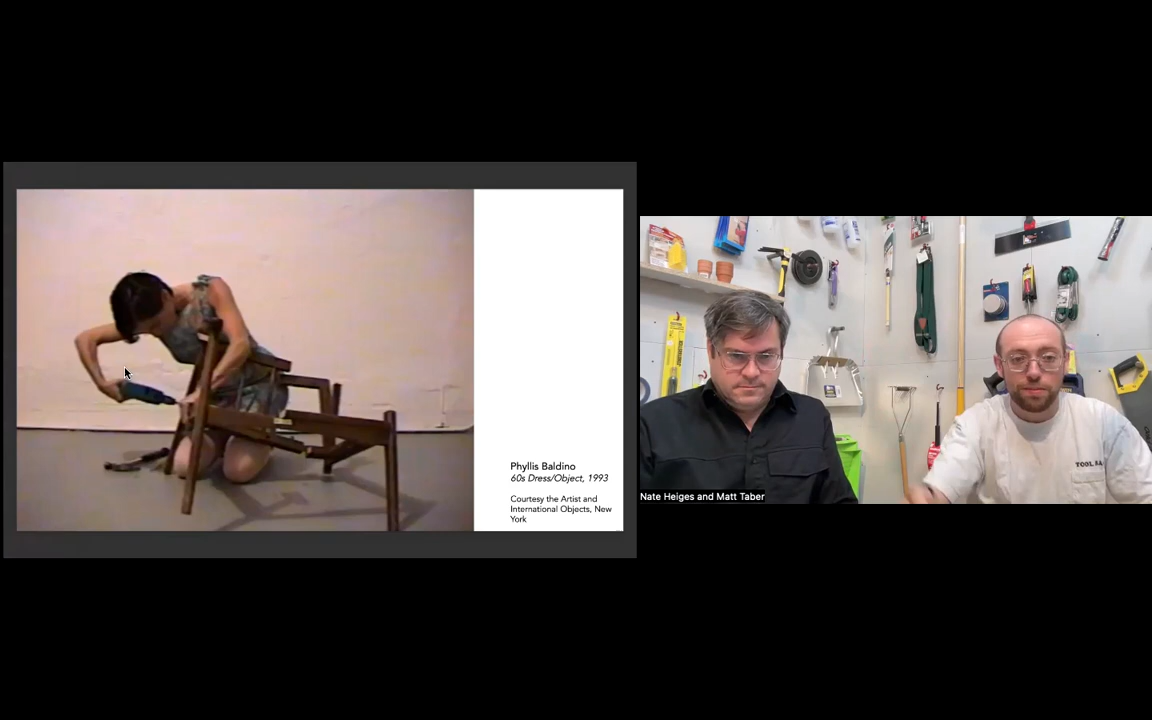 Phyllis Baldino
60s Dress/Object, 1993
Courtesy the Artist and
International Objects, New
York
Nate Heiges and Matt Taber
TOOL